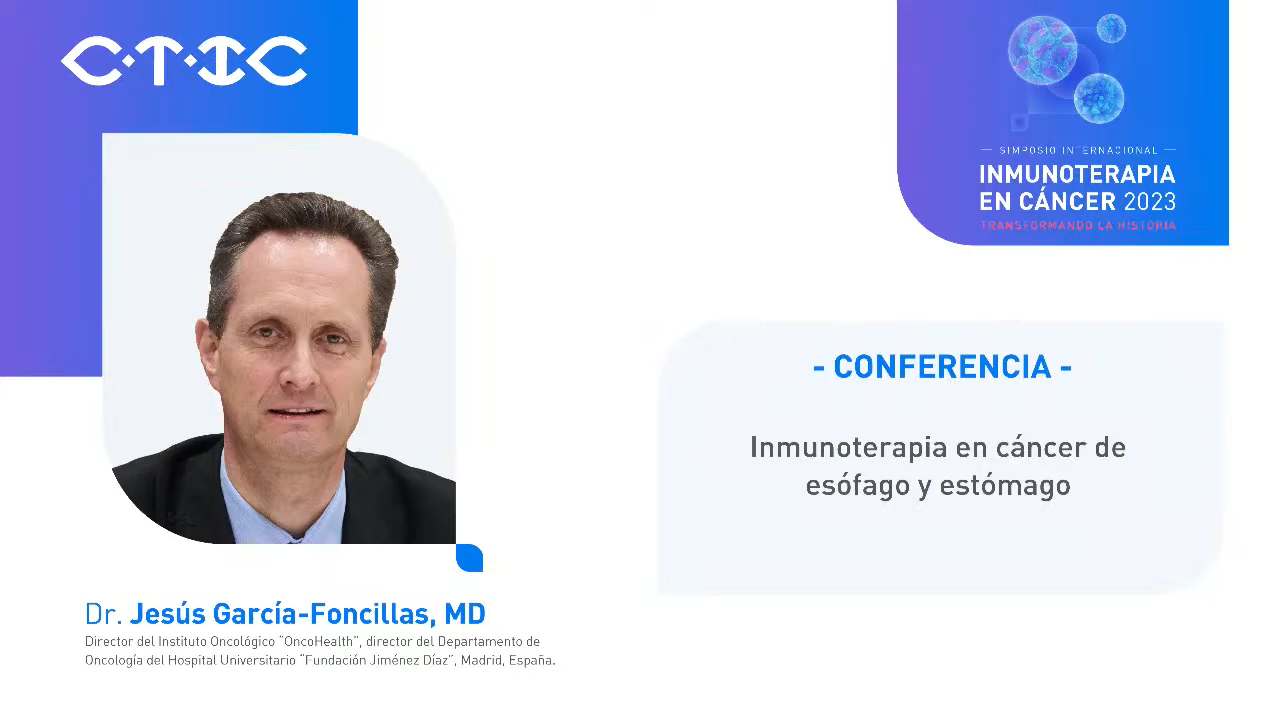 C·T·I·C
SIMPOSIO INTERNACIONAL
INMUNOTERAPIA
EN CÁNCER 2023
TRANSFORMANDO LA HISTORIA
- CONFERENCIA -
Inmunoterapia en cáncer de
esófago y estómago
Dr. Jesús García-Foncillas, MD
Director del Instituto Oncológico "OncoHealth", director del Departamento de
Oncología del Hospital Universitario "Fundación Jiménez Díaz", Madrid, España.